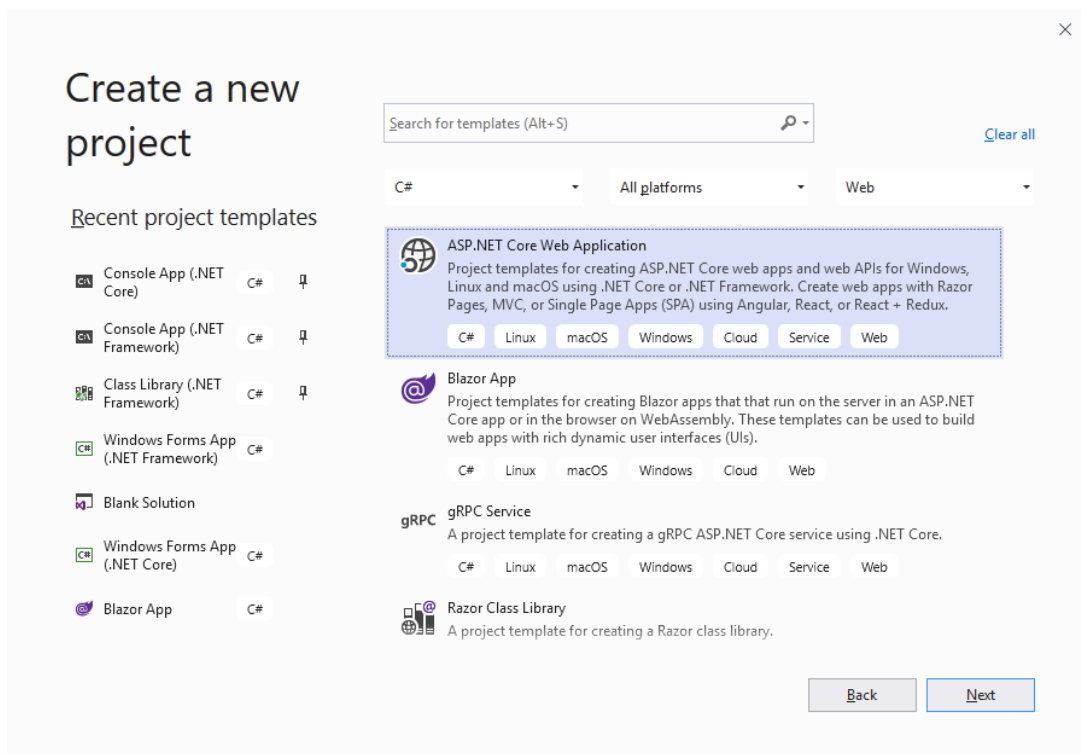 Create a new
project
Search for templates (Alt+S)
Clear all
C#
All platforms
Web
Recent project templates
Console App (.NET
Core)
C#
Console App (.NET
Framework)
C#
Class Library (.NET
Framework)
C#
Windows Forms App
(.NET Framework)
C#
Blank Solution
Windows Forms App
(.NET Core)
C#
Blazor App
C#
ASP.NET Core Web Application
Project templates for creating ASP.NET Core web apps and web APIs for Windows,
Linux and macOS using .NET Core or .NET Framework. Create web apps with Razor
Pages, MVC, or Single Page Apps (SPA) using Angular, React, or React + Redux.
C# Linux macOS Windows Cloud Service Web
Blazor App
Project templates for creating Blazor apps that that run on the server in an ASP.NET
Core app or in the browser on WebAssembly. These templates can be used to build
web apps with rich dynamic user interfaces (UIs).
C# Linux macOS Windows Cloud Web
gRPC
gRPC Service
A project template for creating a gRPC ASP.NET Core service using .NET Core.
C# Linux macOS Windows Cloud Service Web
Razor Class Library
A project template for creating a Razor class library.
Back
Next